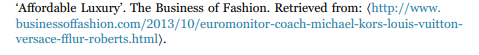 ‘Affordable Luxury’. The Business of Fashion. Retrieved from: ⟨http://www.
businessoffashion.com/2013/10/euromonitor-coach-michael-kors-louis-vuitton-
versace-fflur-roberts.html⟩.